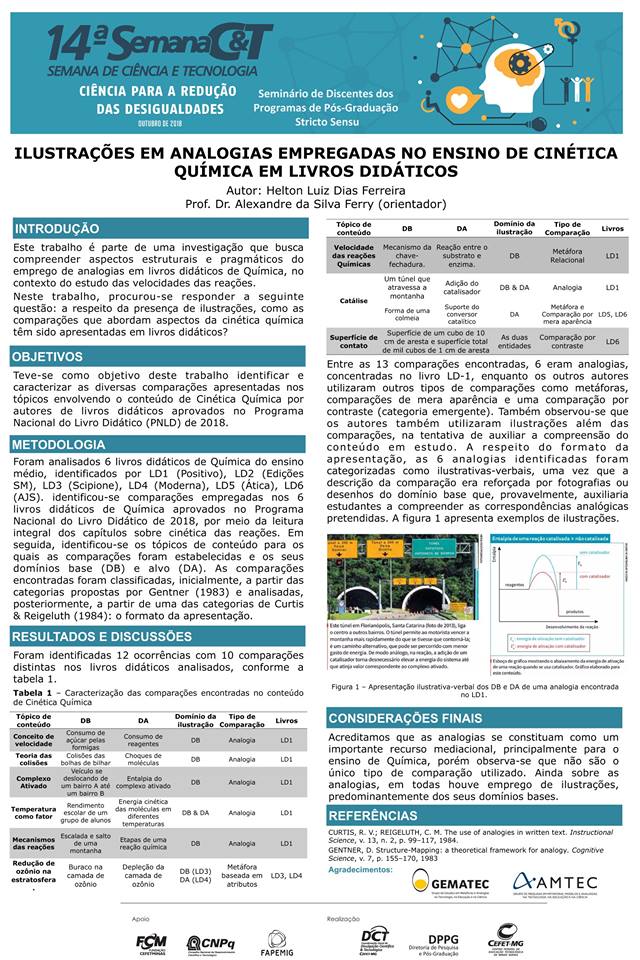 14ª Semana C&T
SEMANA DE CIÊNCIA E TECNOLOGIA
CIÊNCIA PARA A REDUÇÃO
DAS DESIGUALDADES
OUTUBRO DE 2018
Seminário de Discentes dos
Programas de Pós-Graduação
Stricto Sensu
ILUSTRAÇÕES EM ANALOGIAS EMPREGADAS NO ENSINO DE CINÉTICA
QUÍMICA EM LIVROS DIDÁTICOS
Autor: Helton Luiz Dias Ferreira
Prof. Dr. Alexandre da Silva Ferry (orientador)
INTRODUÇÃO
Este trabalho é parte de uma investigação que busca
compreender aspectos estruturais e pragmáticos do
emprego de analogias em livros didáticos de Química, no
contexto do estudo das velocidades das reações.
Neste trabalho, procurou-se responder a seguinte
questão: a respeito da presença de ilustrações, como as
comparações que abordam aspectos da cinética química
têm sido apresentadas em livros didáticos?
OBJETIVOS
Teve-se como objetivo deste trabalho identificar e
caracterizar as diversas comparações apresentadas nos
tópicos envolvendo o conteúdo de Cinética Química por
autores de livros didáticos aprovados no Programa
Nacional do Livro Didático (PNLD) de 2018.
METODOLOGIA
Foram analisados 6 livros didáticos de Química do ensino
médio, identificados por LD1 (Positivo), LD2 (Edições
SM), LD3 (Scipione), LD4 (Moderna), LD5 (Ática), LD6
(AJS). identificou-se comparações empregadas nos 6
livros didáticos de Química aprovados no Programa
Nacional do Livro Didático de 2018, por meio da leitura
integral dos capítulos sobre cinética das reações. Em
seguida, identificou-se os tópicos de conteúdo para os
quais as comparações foram estabelecidas e os seus
domínios base (DB) e alvo (DA). As comparações
encontradas foram classificadas, inicialmente, a partir das
categorias propostas por Gentner (1983) e analisadas,
posteriormente, a partir de uma das categorias de Curtis
& Reigeluth (1984): o formato da apresentação.
RESULTADOS E DISCUSSÕES
Foram identificadas 12 ocorrências com 10 comparações
distintas nos livros didáticos analisados, conforme a
tabela 1.
Tabela 1 – Caracterização das comparações encontradas no conteúdo
de Cinética Química
Tópico de conteúdo DB DA Domínio da ilustração Tipo de Comparação Livros
Conceito de velocidade Consumo de açúcar pelas formigas Consumo de reagentes DB Analogia LD1
Teoria das colisões Colisões das bolhas de bilhar Choques de moléculas DB Analogia LD1
Complexo Ativado Veículo se deslocando de um bairro A até um bairro B Entalpia do complexo ativado DB Analogia LD1
Temperatura como fator Rendimento escolar de um grupo de alunos Energia cinética das moléculas em diferentes temperaturas DB & DA Analogia LD1
Mecanismos das reações Escalada e salto de uma montanha Etapas de uma reação química DB Analogia LD1
Redução de ozônio na estratosfera . Buraco na camada de ozônio Depleção da camada de ozônio DB (LD3) DA (LD4) Metáfora baseada em atributos LD3, LD4
Tópico de conteúdo DB DA Domínio da ilustração Tipo de Comparação Livros
Velocidade das reações Químicas Mecanismo da chave-fechadura. Reação entre o substrato e enzima. DB Metáfora Relacional LD1
Catálise Um túnel que atravessa a montanha Adição do catalisador DB & DA Analogia LD1
Forma de uma colmeia Suporte do conversor catalítico DA Metáfora e Comparação por mera aparência LD5, LD6
Superfície de contato Superfície de um cubo de 10 cm de aresta e superfície total de mil cubos de 1 cm de aresta As duas entidades Comparação por contraste LD6
Entre as 13 comparações encontradas, 6 eram analogias,
concentradas no livro LD-1, enquanto os outros autores
utilizaram outros tipos de comparações como metáforas,
comparações de mera aparência e uma comparação por
contraste (categoria emergente). Também observou-se que
os autores também utilizaram ilustrações além das
comparações, na tentativa de auxiliar a compreensão do
conteúdo em estudo. A respeito do formato da
apresentação, as 6 analogias identificadas foram
categorizadas como ilustrativas-verbais, uma vez que a
descrição da comparação era reforçada por fotografias ou
desenhos do domínio base que, provavelmente, auxiliaria
estudantes a compreender as correspondências analógicas
pretendidas. A figura 1 apresenta exemplos de ilustrações.
Este túnel em Florianópolis, Santa Catarina (foto de 2013), liga
o centro a outros bairros. O túnel permite ao motorista vencer a
montanha mais rapidamente do que se tivesse que contorná-la;
é um caminho alternativo, que pode ser percorrido com menor
gasto de energia. De modo análogo, na reação, a adição de um
catalisador torna desnecessário elevar a energia do sistema até
que atinja valor correspondente ao complexo ativado.
Entalpia de uma reação catalisada × não catalisada
Entalpia
sem catalisador
com catalisador
reagentes
produtos
Desenvolvimento da reação
energia de ativação sem catalisador
energia de ativação com catalisador
Esboço de gráfico mostrando o abaixamento da energia de ativação
de uma reação quando se usa catalisador. Gráfico elaborado para
este conteúdo.
Figura 1 – Apresentação ilustrativa-verbal dos DB e DA de uma analogia encontrada
no LD1.
CONSIDERAÇÕES FINAIS
Acreditamos que as analogias se constituam como um
importante recurso mediacional, principalmente para o
ensino de Química, porém observa-se que não são o
único tipo de comparação utilizado. Ainda sobre as
analogias, em todas houve emprego de ilustrações,
predominantemente dos seus domínios bases.
REFERÊNCIAS
CURTIS, R. V.; REIGELUTH, C. M. The use of analogies in written text. Instructional
Science, v. 13, n. 2, p. 99–117, 1984.
GENTNER, D. Structure-Mapping: a theoretical framework for analogy. Cognitive
Science, v. 7, p. 155–170, 1983
Agradecimentos:
GEMATEC
AMTEC
Apoio
FCM
FUNDAÇÃO
CEFETMINAS
CNPq
FAPEMIG
Realização
DCT
CEFET-MG
DPPG
Diretoria de Pesquisa
e Pós-Graduação
CEFET-MG